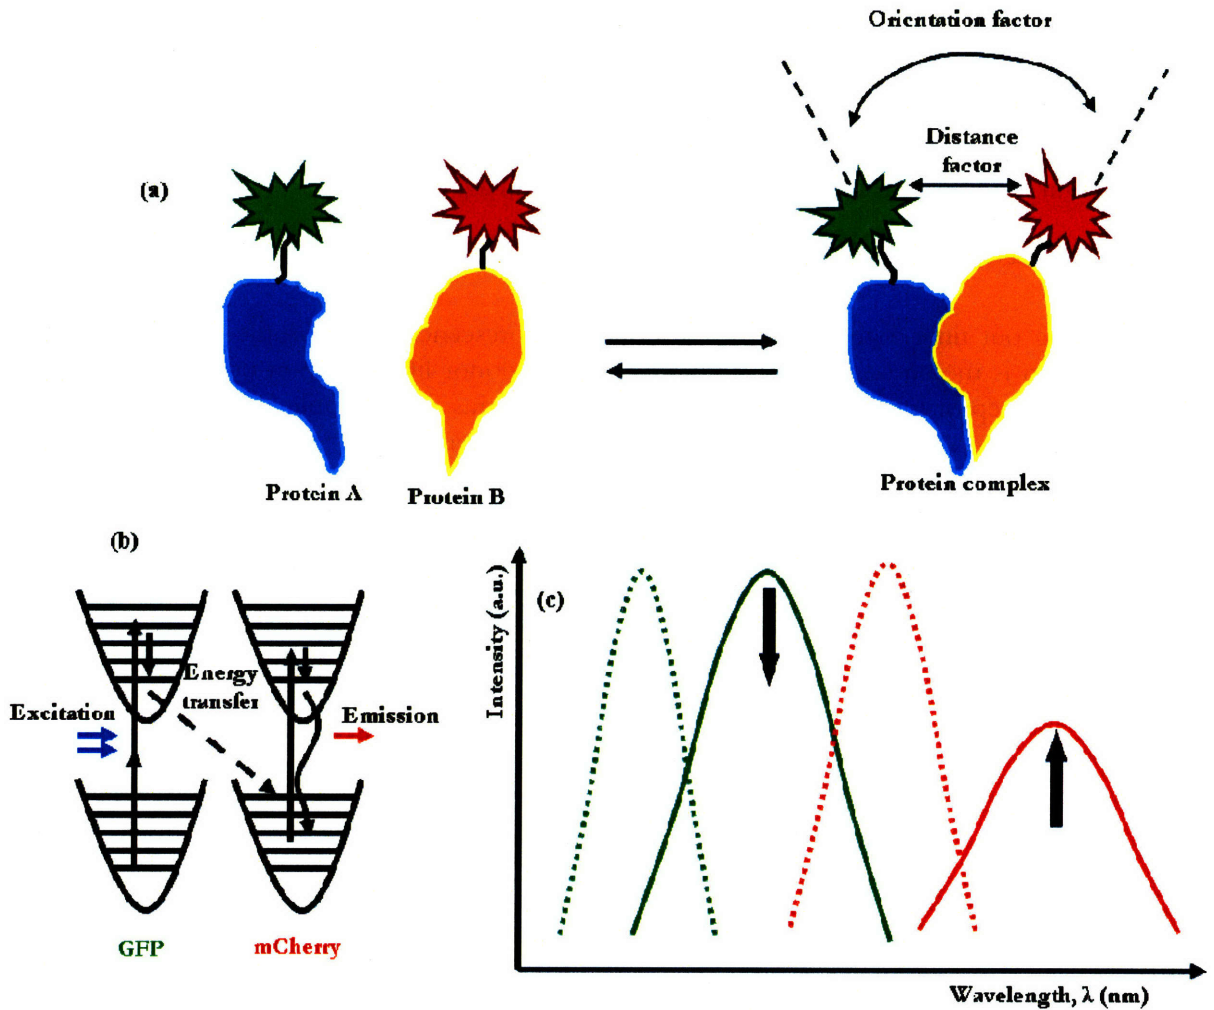 Orientation factor
Distance
factor
(a)
Protein A
Protein B
Protein complex
(b)
(c)
Intensity (a.u.)
Energy
transfer
Excitation
Emission
GFP
mCherry
Wavelength, λ (nm)